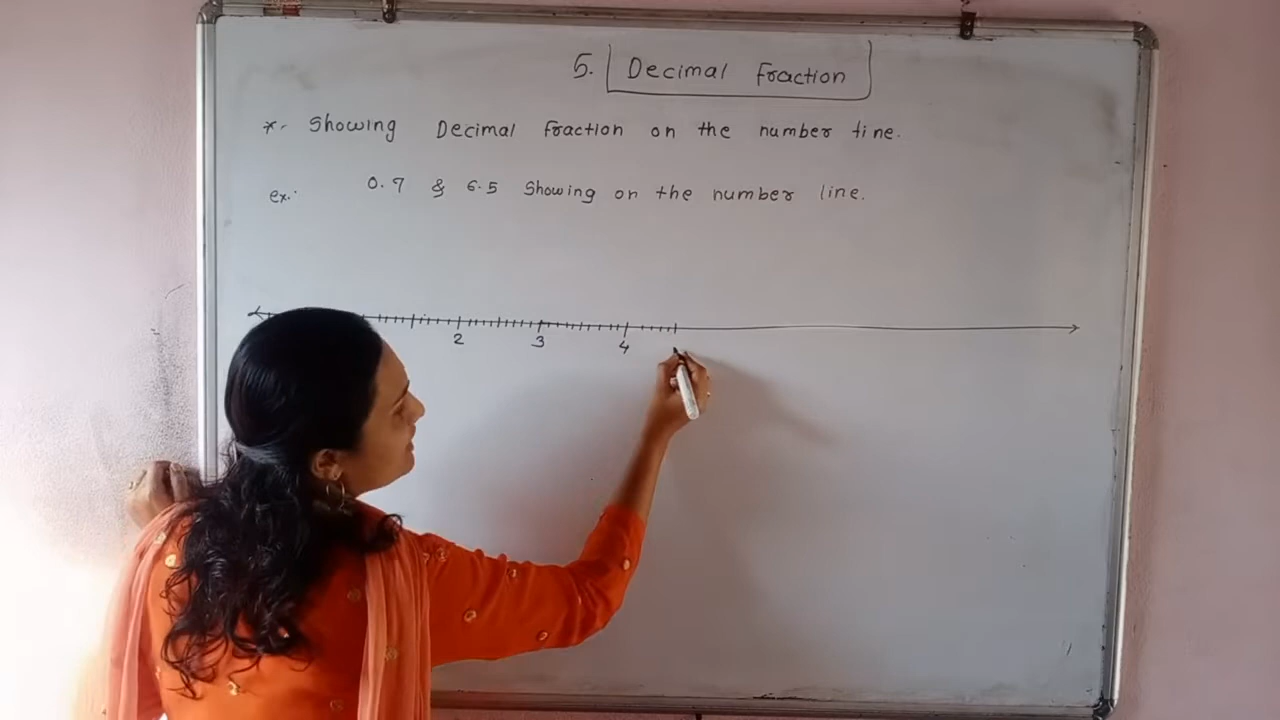 5. Decimal Fraction
*. Showing Decimal fraction on the number line.
ex:- 0.7 & 6.5 Showing on the number line.
2 3 4